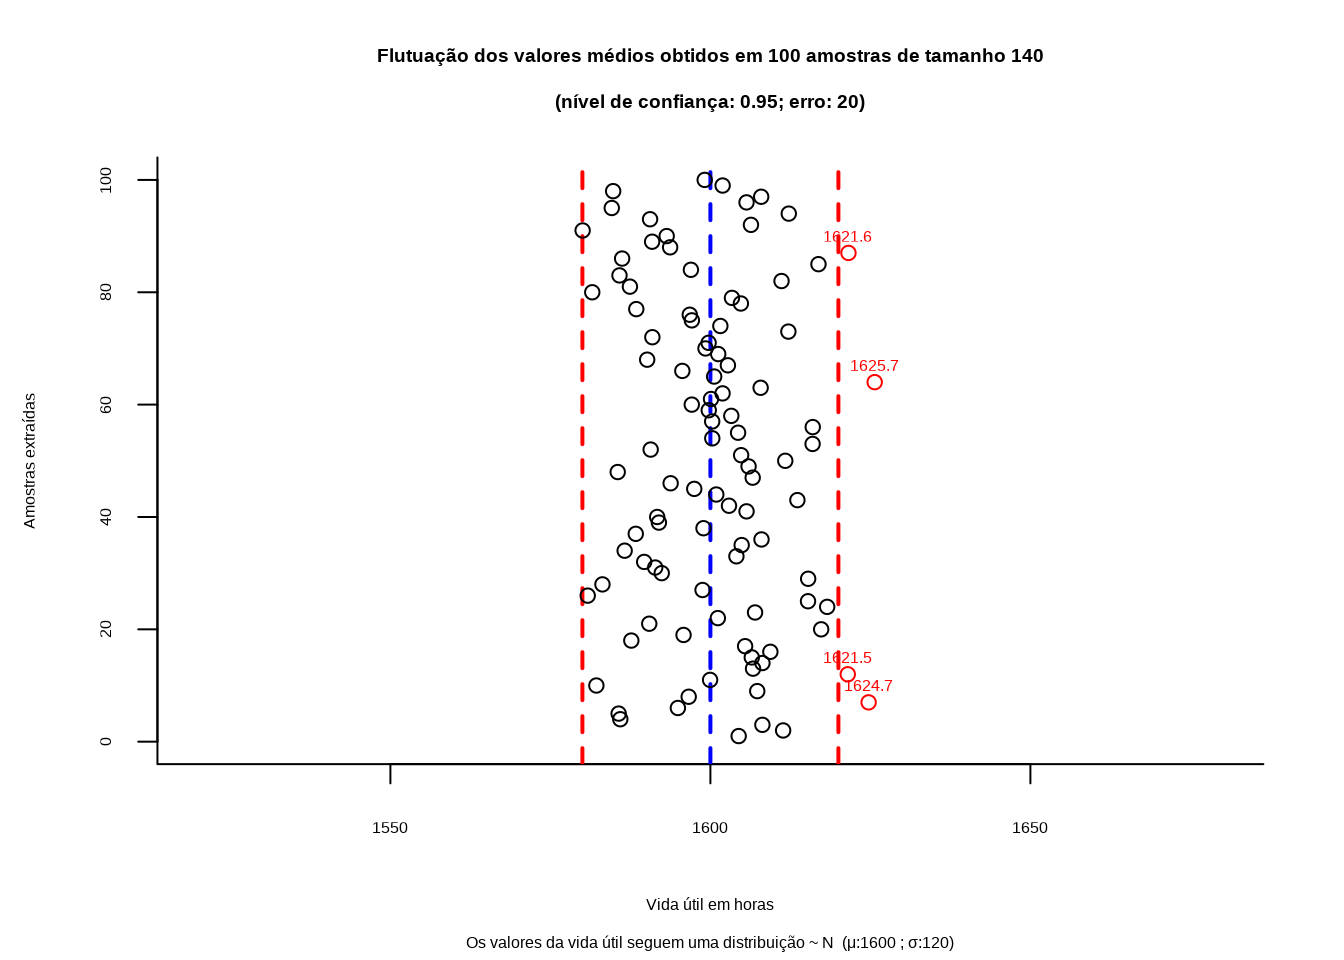 Flutuação dos valores médios obtidos em 100 amostras de tamanho 140
(nível de confiança: 0.95; erro: 20)
Amostras extraídas
100
80
60
40
20
0
1621.6
1625.7
1621.5
1624.7
1550
1600
1650
Vida útil em horas
Os valores da vida útil seguem uma distribuição ~ N  (μ:1600 ; σ:120)